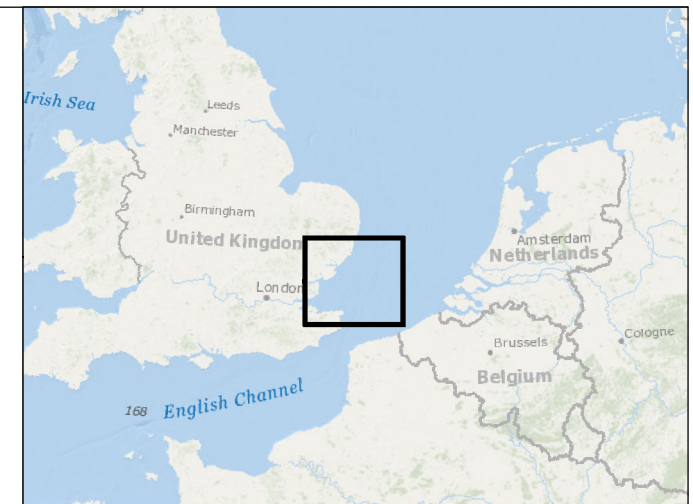 Irish Sea
Leeds
Manchester
Birmingham
United Kingdom
London
Amsterdam
Netherlands
Brussels
Cologne
Belgium
168
English Channel